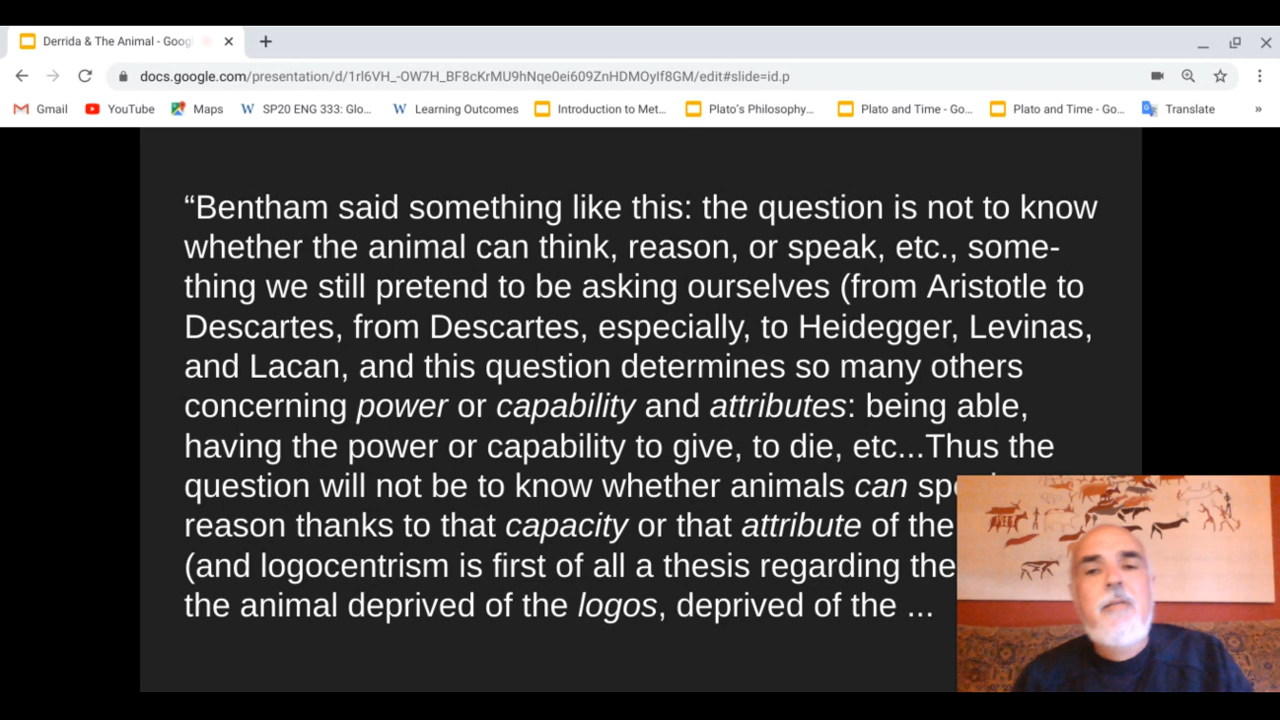 Derrida & The Animal - Goog
docs.google.com/presentation/d/1rl6VH_-OW7H_BF8cKrMU9hNqe0ei609ZnHDMOyIf8GM/edit#slide=id.p
Gmail YouTube Maps SP20 ENG 333: Glo... Learning Outcomes Introduction to Met... Plato's Philosophy... Plato and Time - Go... Plato and Time - Go... Translate »
“Bentham said something like this: the question is not to know
whether the animal can think, reason, or speak, etc., some-
thing we still pretend to be asking ourselves (from Aristotle to
Descartes, from Descartes, especially, to Heidegger, Levinas,
and Lacan, and this question determines so many others
concerning power or capability and attributes: being able,
having the power or capability to give, to die, etc...Thus the
question will not be to know whether animals can
reason thanks to that capacity or that attribute of the
(and logocentrism is first of all a thesis regarding the
the animal deprived of the logos, deprived of the ...